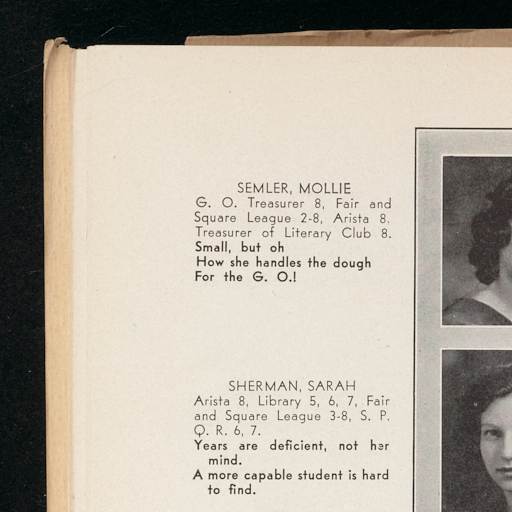 SEMLER, MOLLIE
G. O. Treasurer 8, Fair and
Square League 2-8, Arista 8.
Treasurer of Literary Club 8.
Small, but oh
How she handles the dough
For the G. O.!
SHERMAN, SARAH
Arista 8, Library 5, 6, 7, Fair
and Square League 3-8, S. P.
Q. R. 6, 7.
Years are deficient, not her
mind.
A more capable student is hard
to find.